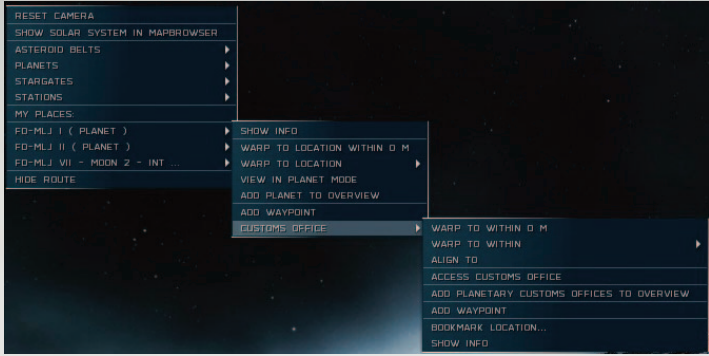 RESET CAMERA
SHOW SOLAR SYSTEM IN MAPBROWSER
ASTEROID BELTS
PLANETS
STARGATES
STATIONS
MY PLACES:
FD-MLJ I ( PLANET )
FD-MLJ II ( PLANET )
FD-MLJ VII - MOON 2 - INT ...
HIDE ROUTE
SHOW INFO
WARP TO LOCATION WITHIN 0 M
WARP TO LOCATION
VIEW IN PLANET MODE
ADD PLANET TO OVERVIEW
ADD WAYPOINT
CUSTOMS OFFICE
WARP TO WITHIN 0 M
WARP TO WITHIN
ALIGN TO
ACCESS CUSTOMS OFFICE
ADD PLANETARY CUSTOMS OFFICES TO OVERVIEW
ADD WAYPOINT
BOOKMARK LOCATION...
SHOW INFO